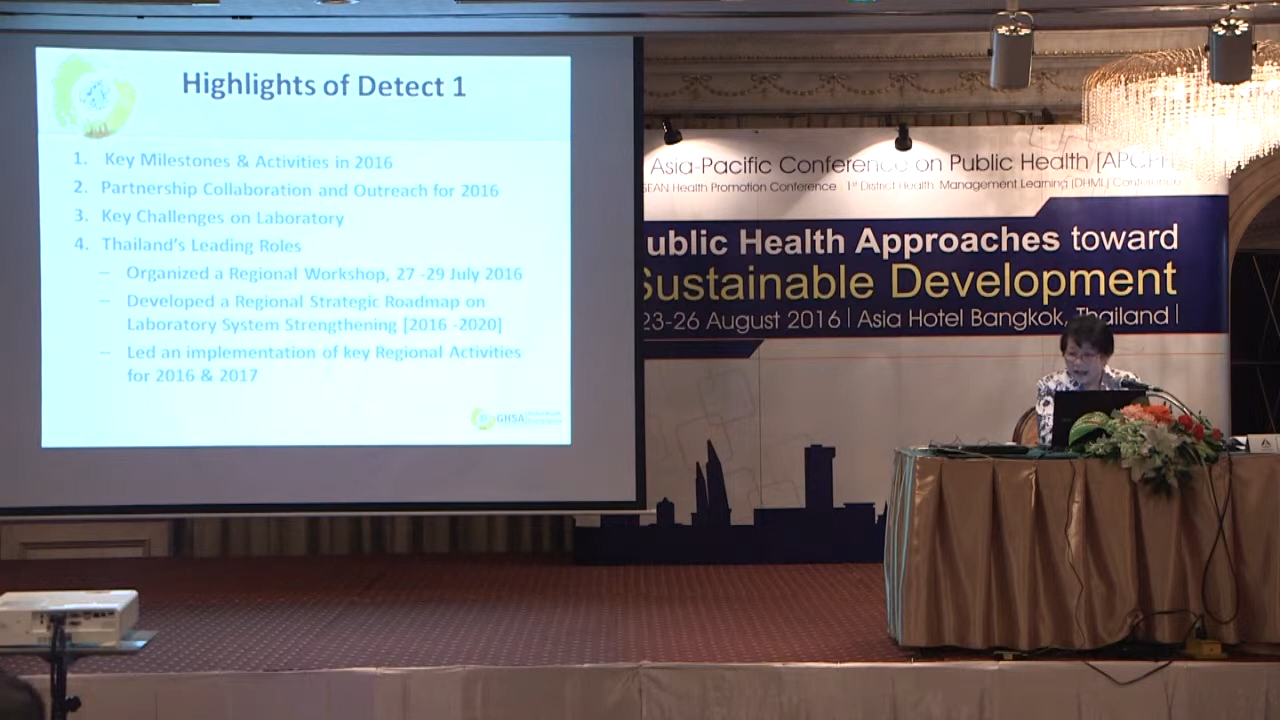 Highlights of Detect 1
1. Key Milestones & Activities in 2016
2. Partnership Collaboration and Outreach for 2016
3. Key Challenges on Laboratory
4. Thailand's Leading Roles
– Organized a Regional Workshop, 27 -29 July 2016
– Developed a Regional Strategic Roadmap on
Laboratory System Strengthening [2016 -2020]
– Led an implementation of key Regional Activities
for 2016 & 2017
GHSA
Asia-Pacific Conference on Public Health [APCPH
SEAN Health Promotion Conference 1st District Health Management Learning [DHML] Conference
ublic Health Approaches toward
Sustainable Development
23-26 August 2016 | Asia Hotel Bangkok, Thailand |